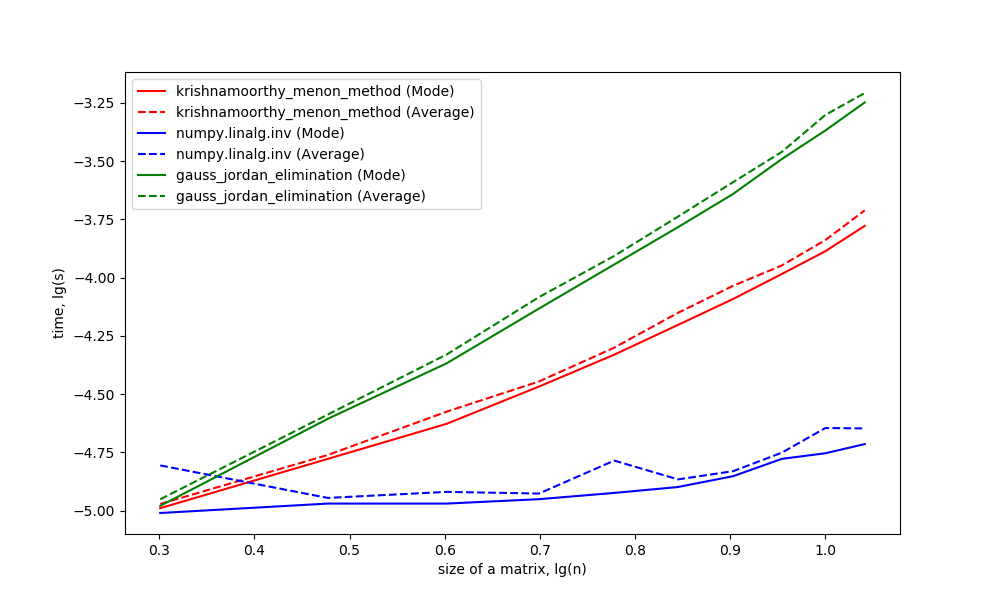 krishnamoorthy_menon_method (Mode)
krishnamoorthy_menon_method (Average)
numpy.linalg.inv (Mode)
numpy.linalg.inv (Average)
gauss_jordan_elimination (Mode)
gauss_jordan_elimination (Average)
−3.25
−3.50
−3.75
−4.00
−4.25
−4.50
−4.75
−5.00
time, lg(s)
0.3 0.4 0.5 0.6 0.7 0.8 0.9 1.0
size of a matrix, lg(n)